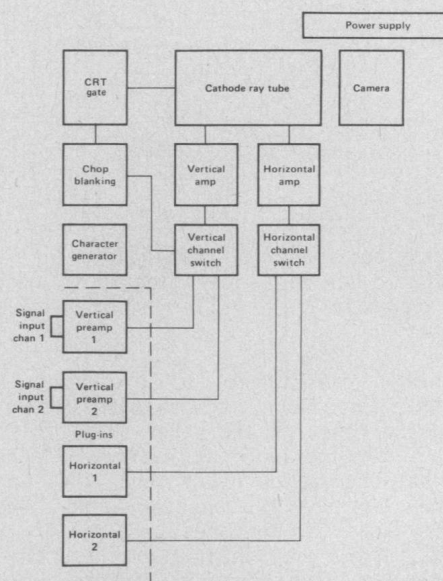 Power supply
CRT
gate
Cathode ray tube
Camera
Chop
blanking
Vertical
amp
Horizontal
amp
Character
generator
Vertical
channel
switch
Horizontal
channel
switch
Signal
input
chan 1
Vertical
preamp
1
Signal
input
chan 2
Vertical
preamp
2
Plug-ins
Horizontal
1
Horizontal
2